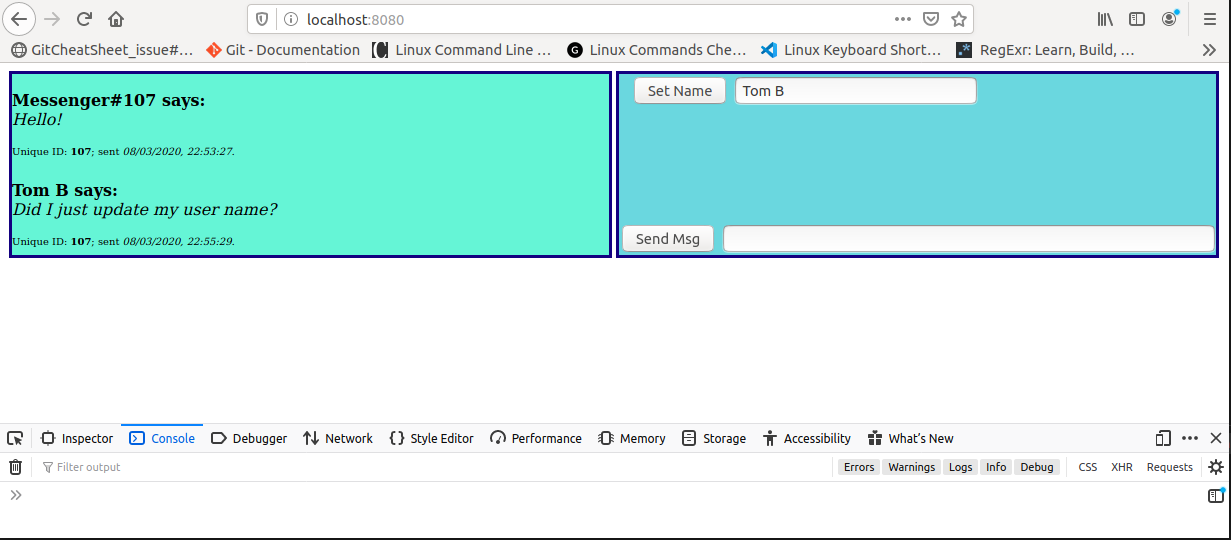 localhost:8080
GitCheatSheet_issue#… Git - Documentation Linux Command Line … Linux Commands Che… Linux Keyboard Short… RegExr: Learn, Build, …
Messenger#107 says:
Hello!
Unique ID: 107; sent 08/03/2020, 22:53:27.
Tom B says:
Did I just update my user name?
Unique ID: 107; sent 08/03/2020, 22:55:29.
Set Name Tom B
Send Msg
Inspector Console Debugger Network Style Editor Performance Memory Storage Accessibility What's New
Filter output Errors Warnings Logs Info Debug CSS XHR Requests